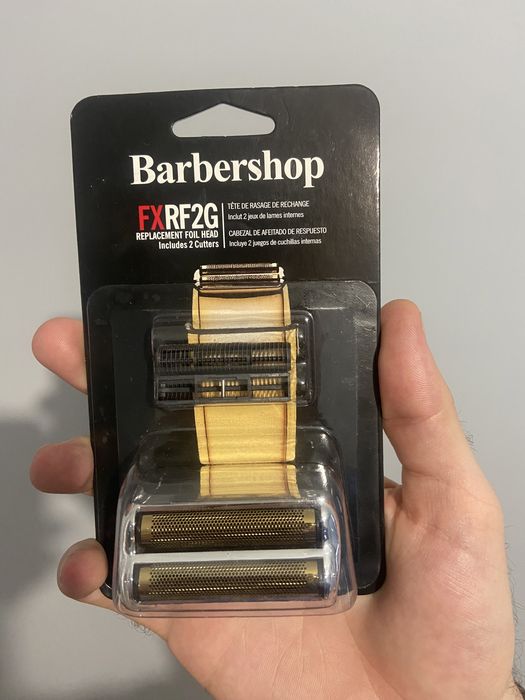 Barbershop
FXRF2G
REPLACEMENT FOIL HEAD
Includes 2 Cutters
TÊTE DE RASAGE DE RECHANGE
Inclut 2 jeux de lames internes
CABEZAL DE AFEITADO DE RESPUESTO
Incluye 2 juegos de cuchillas internas